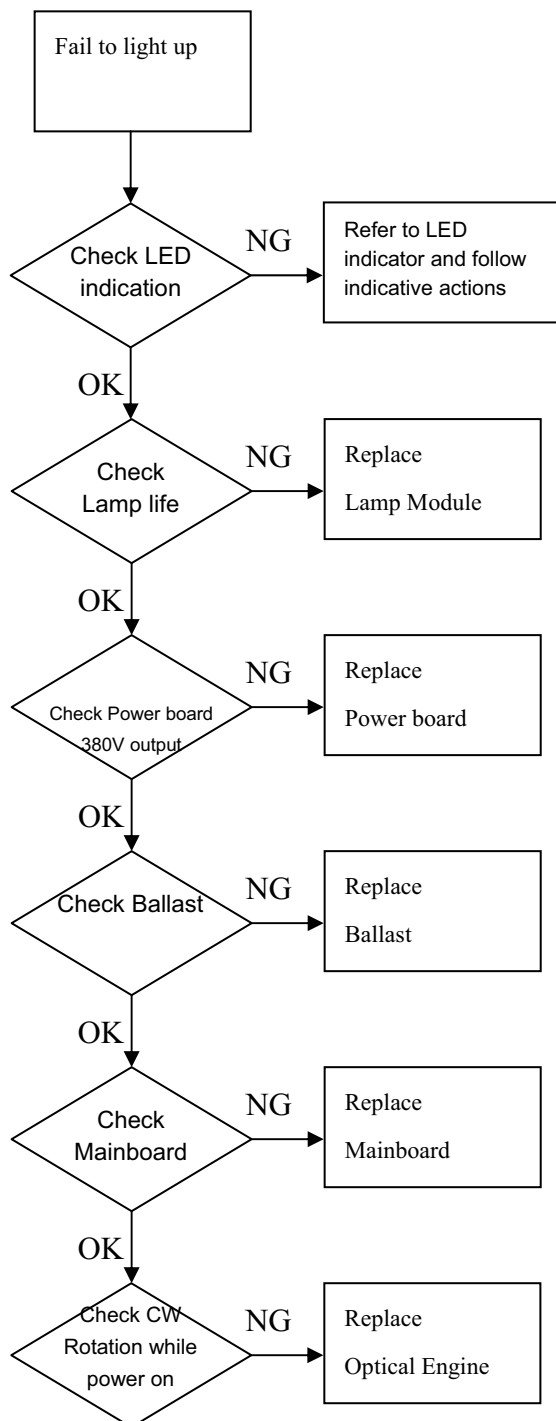 Fail to light up
Check LED
indication
NG
Refer to LED
indicator and follow
indicative actions
OK
Check
Lamp life
NG
Replace
Lamp Module
OK
Check Power board
380V output
NG
Replace
Power board
OK
Check Ballast
NG
Replace
Ballast
OK
Check
Mainboard
NG
Replace
Mainboard
OK
Check CW
Rotation while
power on
NG
Replace
Optical Engine